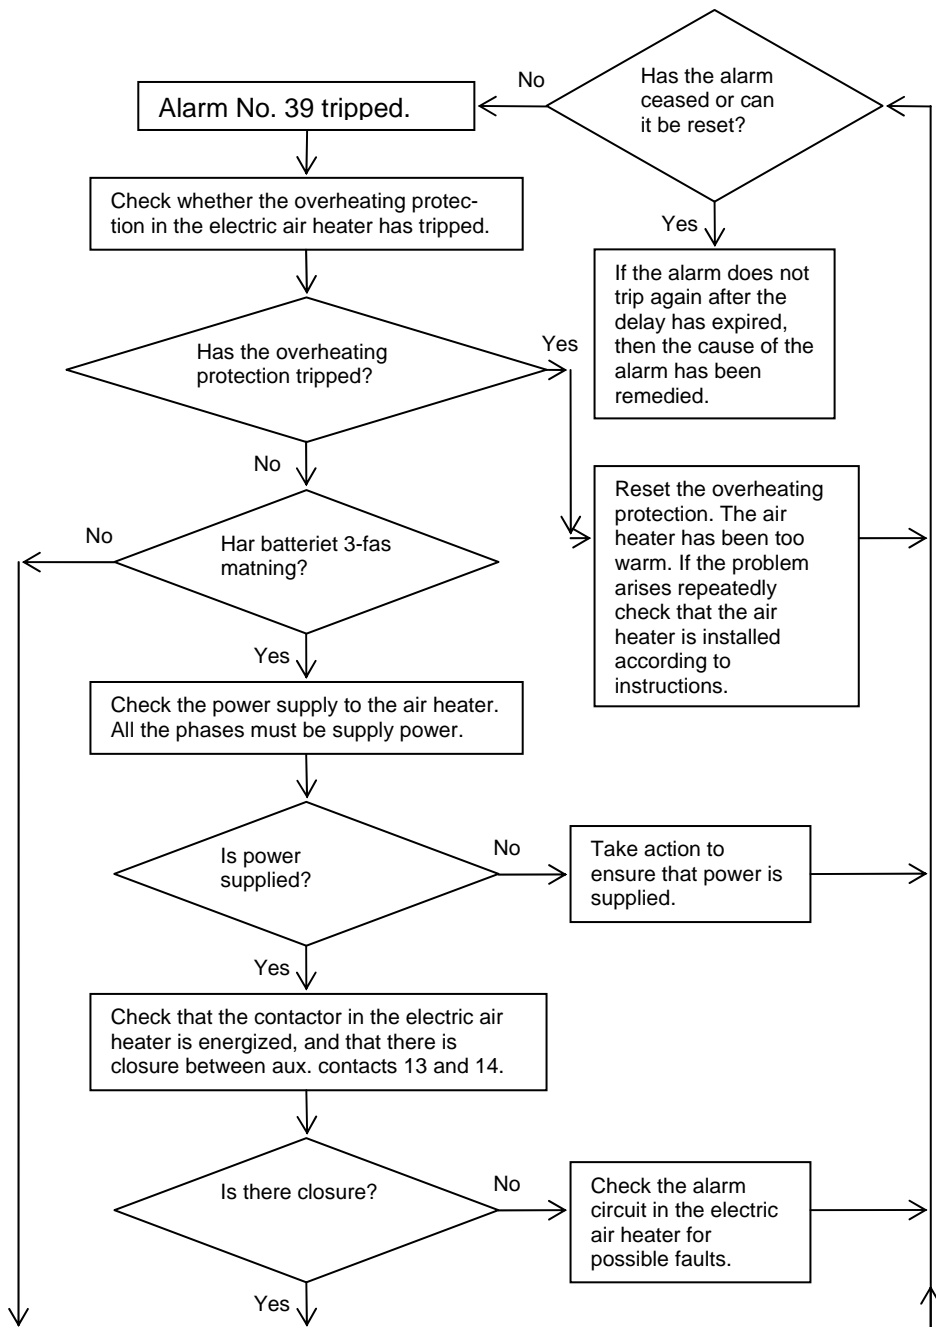 No
Has the alarm
ceased or can
it be reset?
Alarm No. 39 tripped.
Check whether the overheating protec-
tion in the electric air heater has tripped.
Yes
If the alarm does not
trip again after the
delay has expired,
then the cause of the
alarm has been
remedied.
Has the overheating
protection tripped?
Yes
No
Reset the overheating
protection. The air
heater has been too
warm. If the problem
arises repeatedly
check that the air
heater is installed
according to
instructions.
No
Har batteriet 3-fas
matning?
Yes
Check the power supply to the air heater.
All the phases must be supply power.
Is power
supplied?
No
Take action to
ensure that power is
supplied.
Yes
Check that the contactor in the electric air
heater is energized, and that there is
closure between aux. contacts 13 and 14.
Is there closure?
No
Check the alarm
circuit in the electric
air heater for
possible faults.
Yes